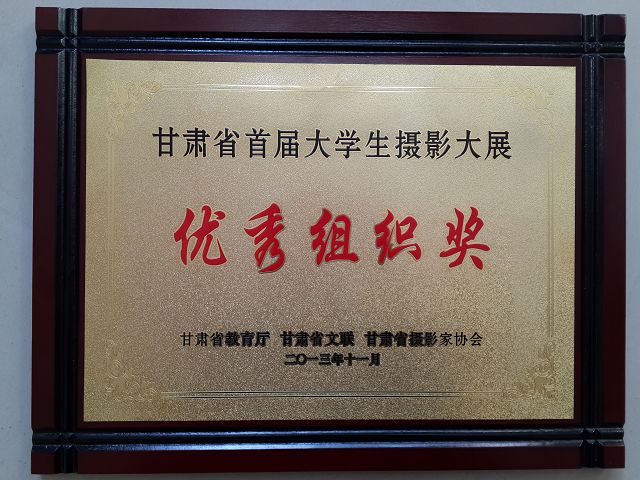 甘肃省首届大学生摄影大展
优秀组织奖
甘肃省教育厅 甘肃省文联 甘肃省摄影家协会
二〇一三年十一月